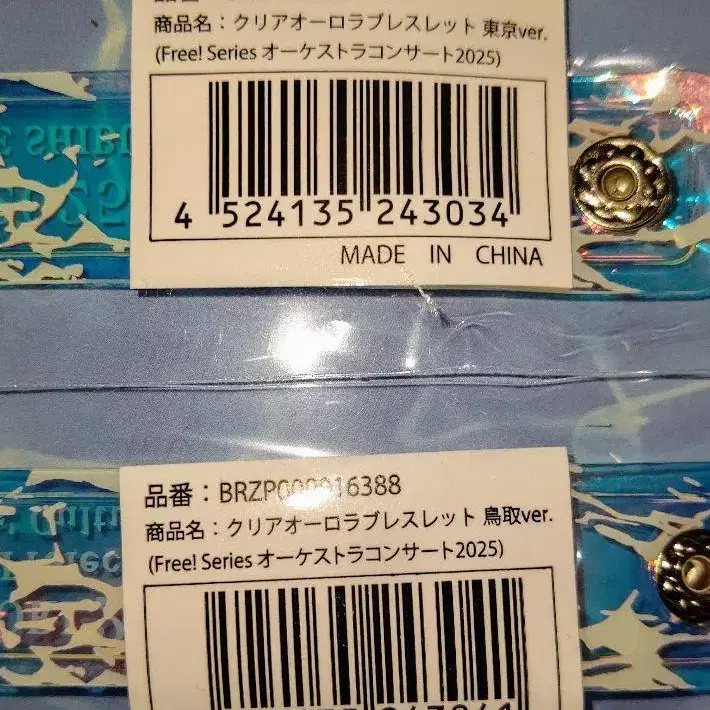 商品名：クリアオーロラブレスレット 東京ver.
(Free! Series オーケストラコンサート2025)
4 524135 243034
MADE IN CHINA
品番：BRZP000016388
商品名：クリアオーロラブレスレット 鳥取ver.
(Free! Series オーケストラコンサート2025)